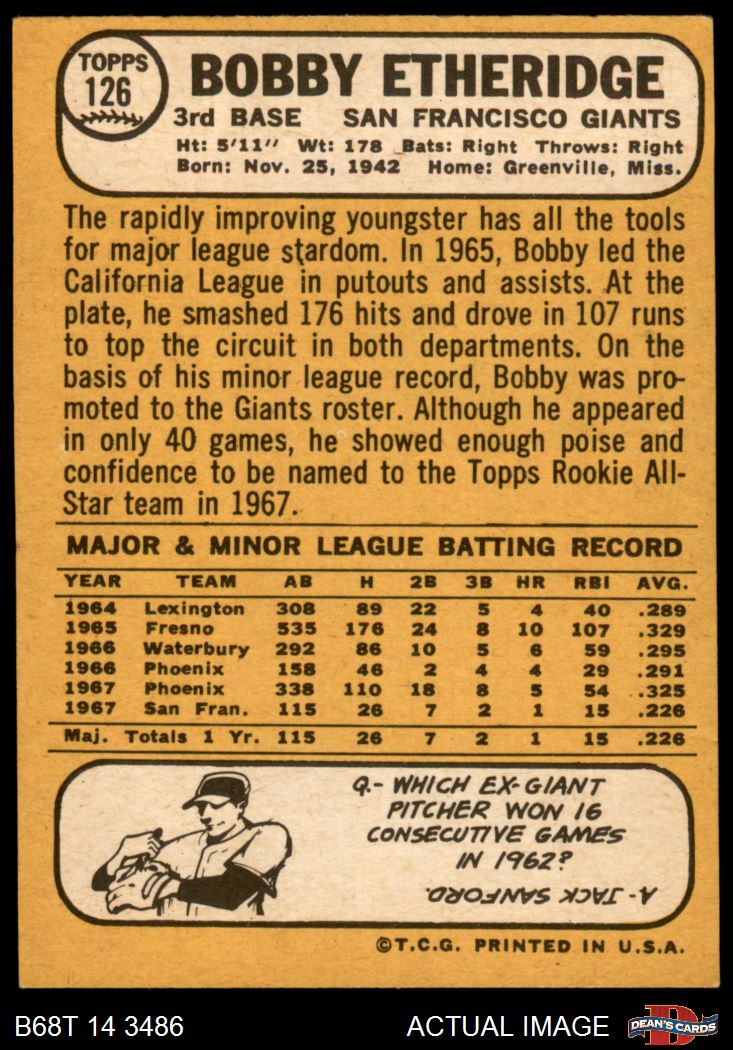 TOPPS
126
BOBBY ETHERIDGE
3rd BASE SAN FRANCISCO GIANTS
Ht: 5'11" Wt: 178 Bats: Right Throws: Right
Born: Nov. 25, 1942 Home: Greenville, Miss.
The rapidly improving youngster has all the tools
for major league stardom. In 1965, Bobby led the
California League in putouts and assists. At the
plate, he smashed 176 hits and drove in 107 runs
to top the circuit in both departments. On the
basis of his minor league record, Bobby was pro-
moted to the Giants roster. Although he appeared
in only 40 games, he showed enough poise and
confidence to be named to the Topps Rookie All-
Star team in 1967.
MAJOR & MINOR LEAGUE BATTING RECORD
YEAR TEAM AB H 2B 3B HR RBI AVG.
1964 Lexington 308 89 22 5 4 40 .289
1965 Fresno 535 176 24 8 10 107 .329
1966 Waterbury 292 86 10 5 6 59 .295
1966 Phoenix 158 46 2 4 4 29 .291
1967 Phoenix 338 110 18 8 5 54 .325
1967 San Fran. 115 26 7 2 1 15 .226
Maj. Totals 1 Yr. 115 26 7 2 1 15 .226
Q.- WHICH EX-GIANT
PITCHER WON 16
CONSECUTIVE GAMES
IN 1962?
A- JACK SANFORD.
©T.C.G. PRINTED IN U.S.A.
B68T 14 3486 ACTUAL IMAGE
D
DEAN'S CARDS